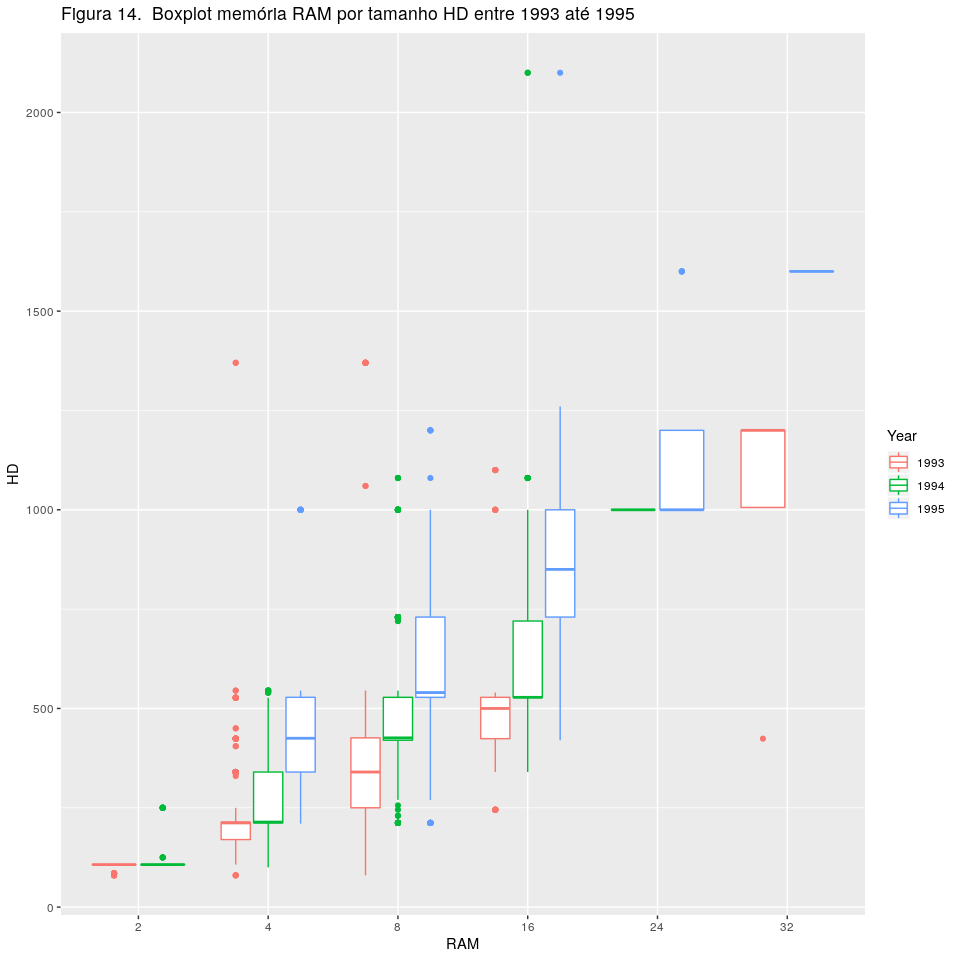 Figura 14.  Boxplot memória RAM por tamanho HD entre 1993 até 1995
HD
2000
1500
1000
500
0
2 4 8 16 24 32
RAM
Year
1993
1994
1995